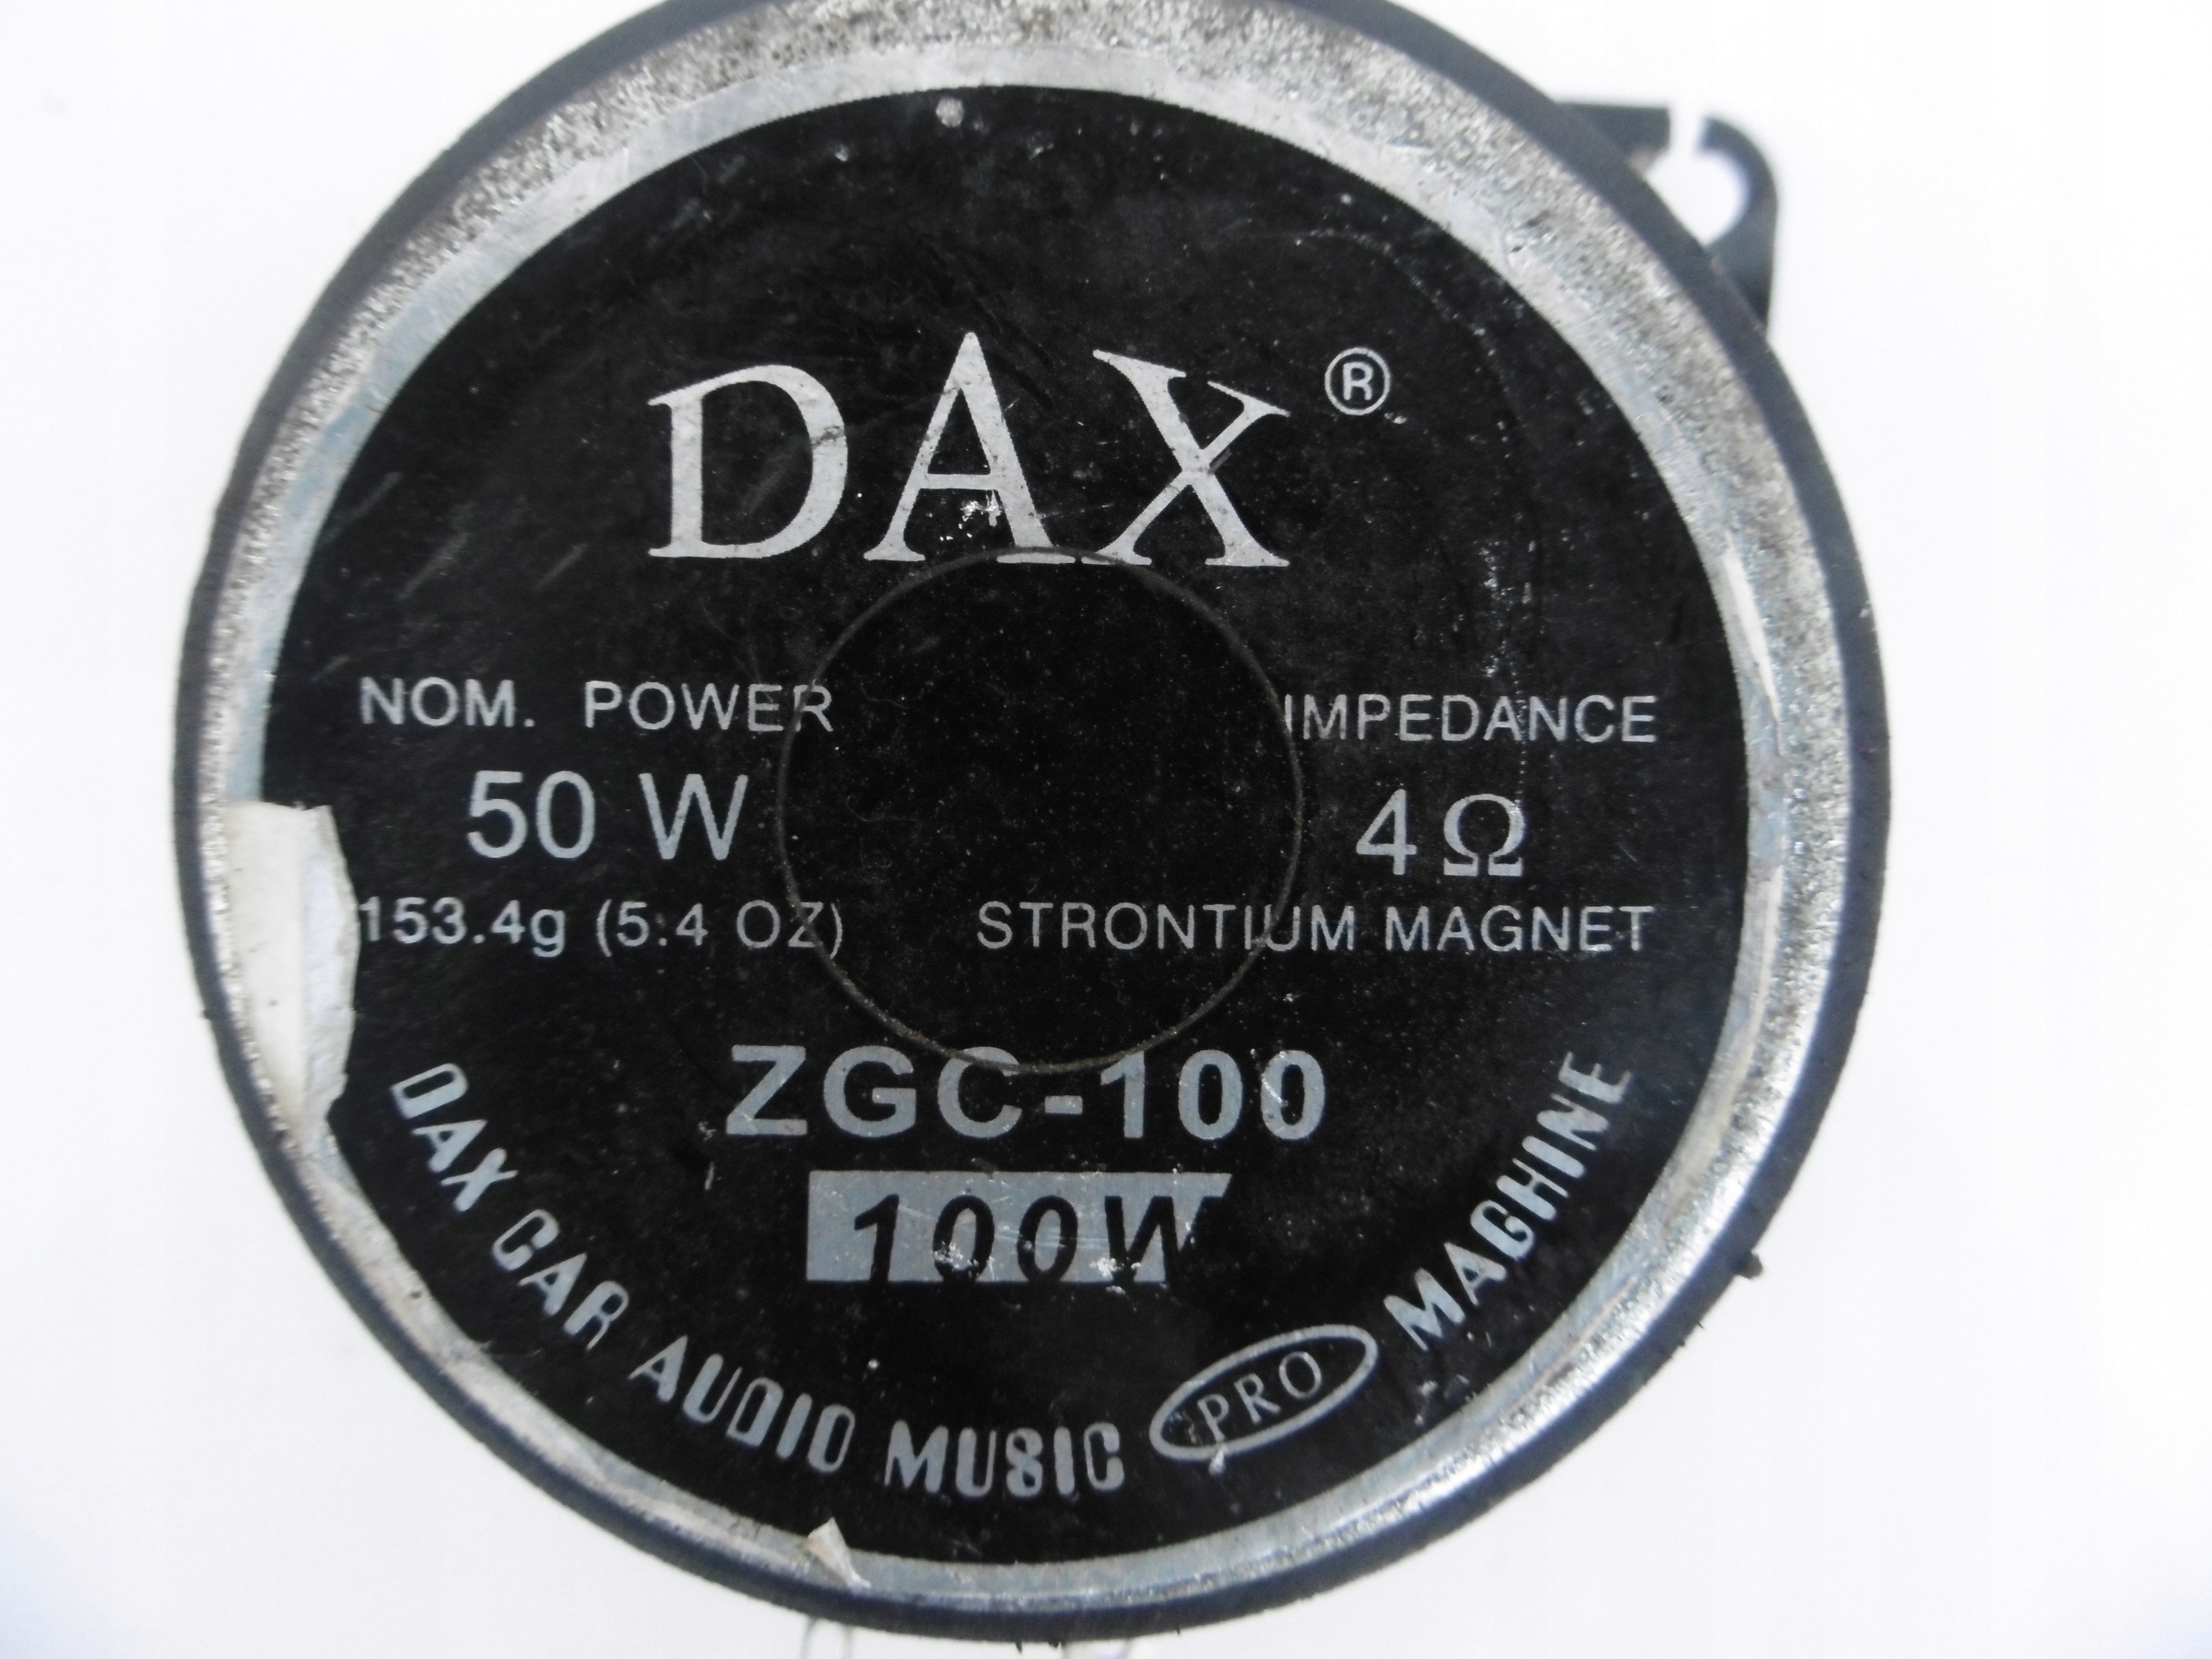 DAX ®
NOM. POWER
50 W
153.4g (5.4 OZ)
IMPEDANCE
4Ω
STRONTIUM MAGNET
ZGC-100
100W
DAX CAR AUDIO MUSIC PRO MACHINE